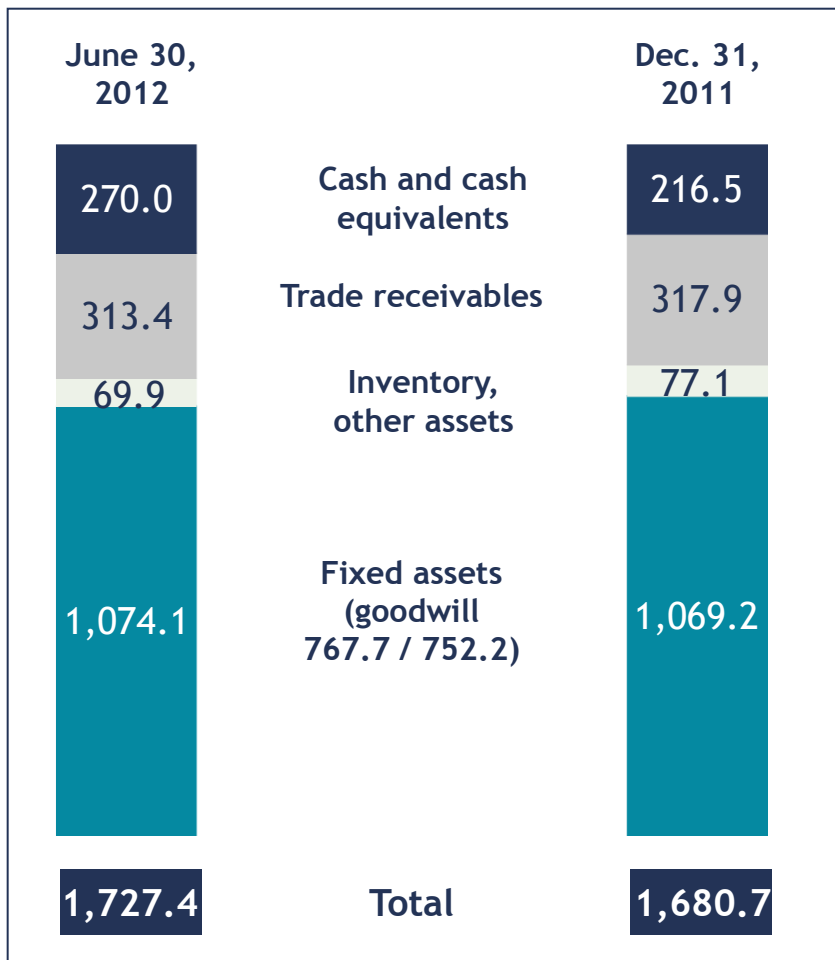 June 30,
2012
Dec. 31,
2011
270.0
Cash and cash
equivalents
216.5
313.4
Trade receivables
317.9
69.9
Inventory,
other assets
77.1
1,074.1
Fixed assets
(goodwill
767.7 / 752.2)
1,069.2
1,727.4
Total
1,680.7